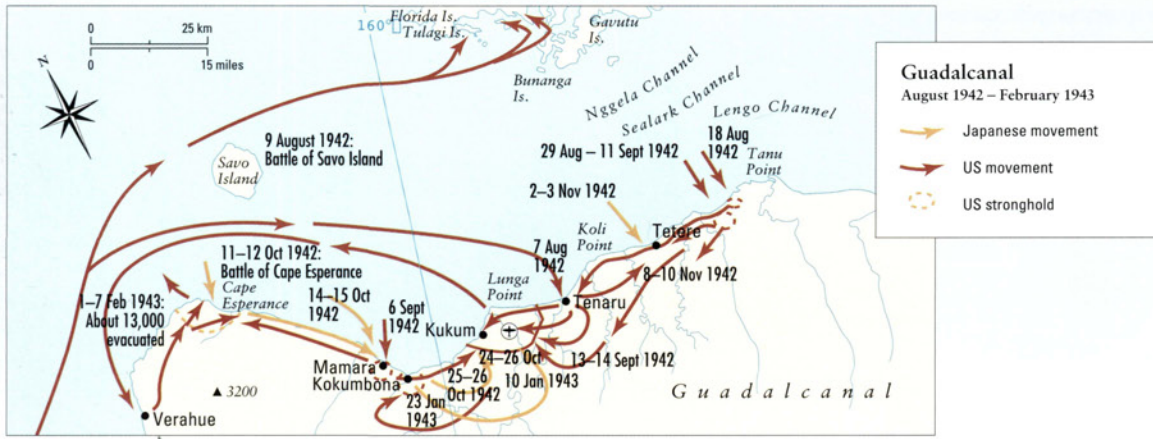 Florida Is.
Tulagi Is.
Gavutu
Is.
160°
0 25 km
0 15 miles
N
Bunanga
Is.
Nggela Channel
Sealark Channel
Lengo Channel
9 August 1942:
Battle of Savo Island
Savo
Island
18 Aug
1942
29 Aug – 11 Sept 1942
Tanu
Point
2–3 Nov 1942
Koli
Point
Tetere
7 Aug
1942
8–10 Nov 1942
11–12 Oct 1942:
Battle of Cape Esperance
Cape
Esperance
14–15 Oct
1942
6 Sept
1942
Lunga
Point
Tenaru
1–7 Feb 1943:
About 13,000
evacuated
Kukum
Mamara
Kokumbona
24–26 Oct
13–14 Sept 1942
10 Jan 1943
25–26
Oct 1942
23 Jan
1943
3200
Verahue
Guadalcanal
Guadalcanal
August 1942 – February 1943
Japanese movement
US movement
US stronghold